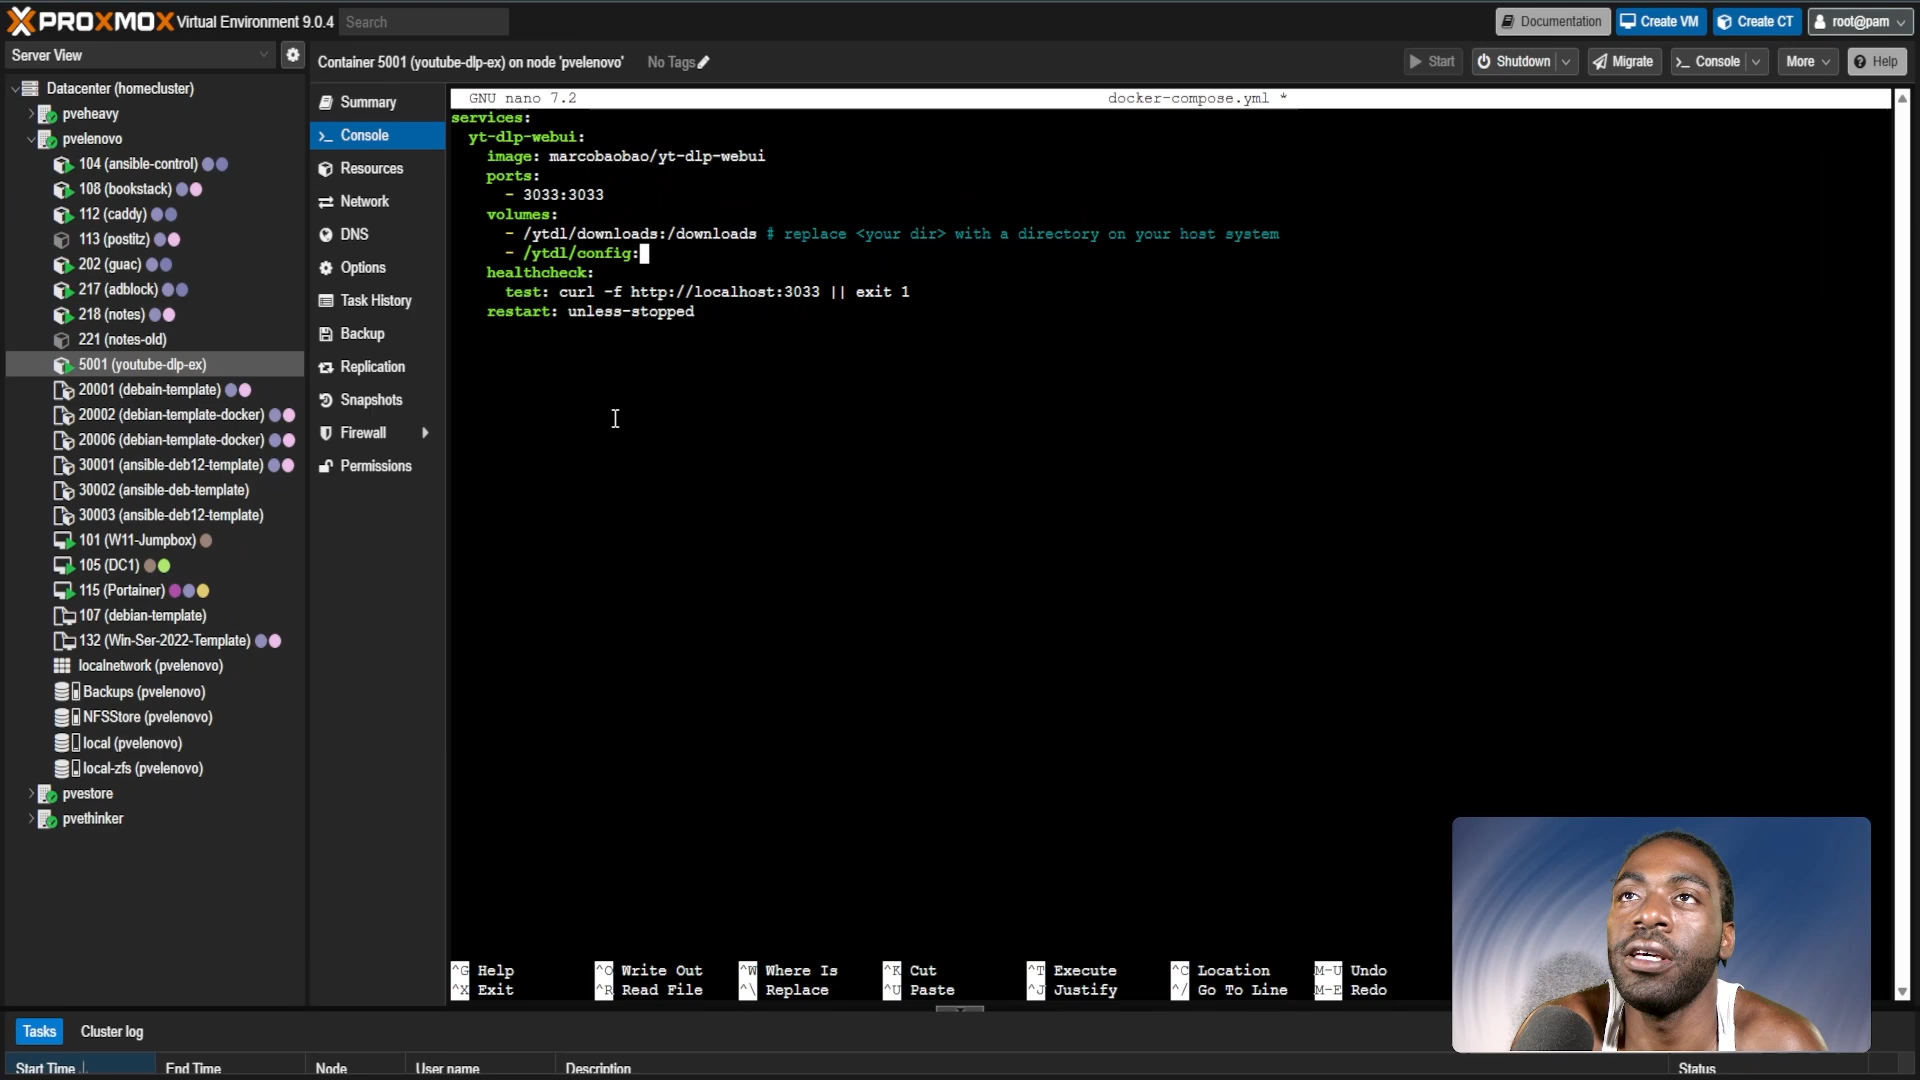 PROXMOX Virtual Environment 9.0.4 Search Documentation Create VM Create CT root@pam
Server View
Container 5001 (youtube-dlp-ex) on node 'pvelenovo' No Tags Start Shutdown Migrate Console More Help
Datacenter (homecluster)
pveheavy
pvelenovo
104 (ansible-control)
108 (bookstack)
112 (caddy)
113 (postitz)
202 (guac)
217 (adblock)
218 (notes)
221 (notes-old)
5001 (youtube-dlp-ex)
20001 (debain-template)
20002 (debian-template-docker)
20006 (debian-template-docker)
30001 (ansible-deb12-template)
30002 (ansible-deb-template)
30003 (ansible-deb12-template)
101 (W11-Jumpbox)
105 (DC1)
115 (Portainer)
107 (debian-template)
132 (Win-Ser-2022-Template)
localnetwork (pvelenovo)
Backups (pvelenovo)
NFSStore (pvelenovo)
local (pvelenovo)
local-zfs (pvelenovo)
pvestore
pvethinker
Summary
>_ Console
Resources
Network
DNS
Options
Task History
Backup
Replication
Snapshots
Firewall
Permissions
GNU nano 7.2 docker-compose.yml *
services:
yt-dlp-webui:
image: marcobaobao/yt-dlp-webui
ports:
- 3033:3033
volumes:
- /ytdl/downloads:/downloads # replace <your dir> with a directory on your host system
- /ytdl/config:
healthcheck:
test: curl -f http://localhost:3033 || exit 1
restart: unless-stopped
^G Help ^O Write Out ^W Where Is ^K Cut ^T Execute ^C Location M-U Undo
^X Exit ^R Read File ^\ Replace ^U Paste ^J Justify ^/ Go To Line M-E Redo
Tasks Cluster log
Start Time ↓ End Time Node User name Description Status